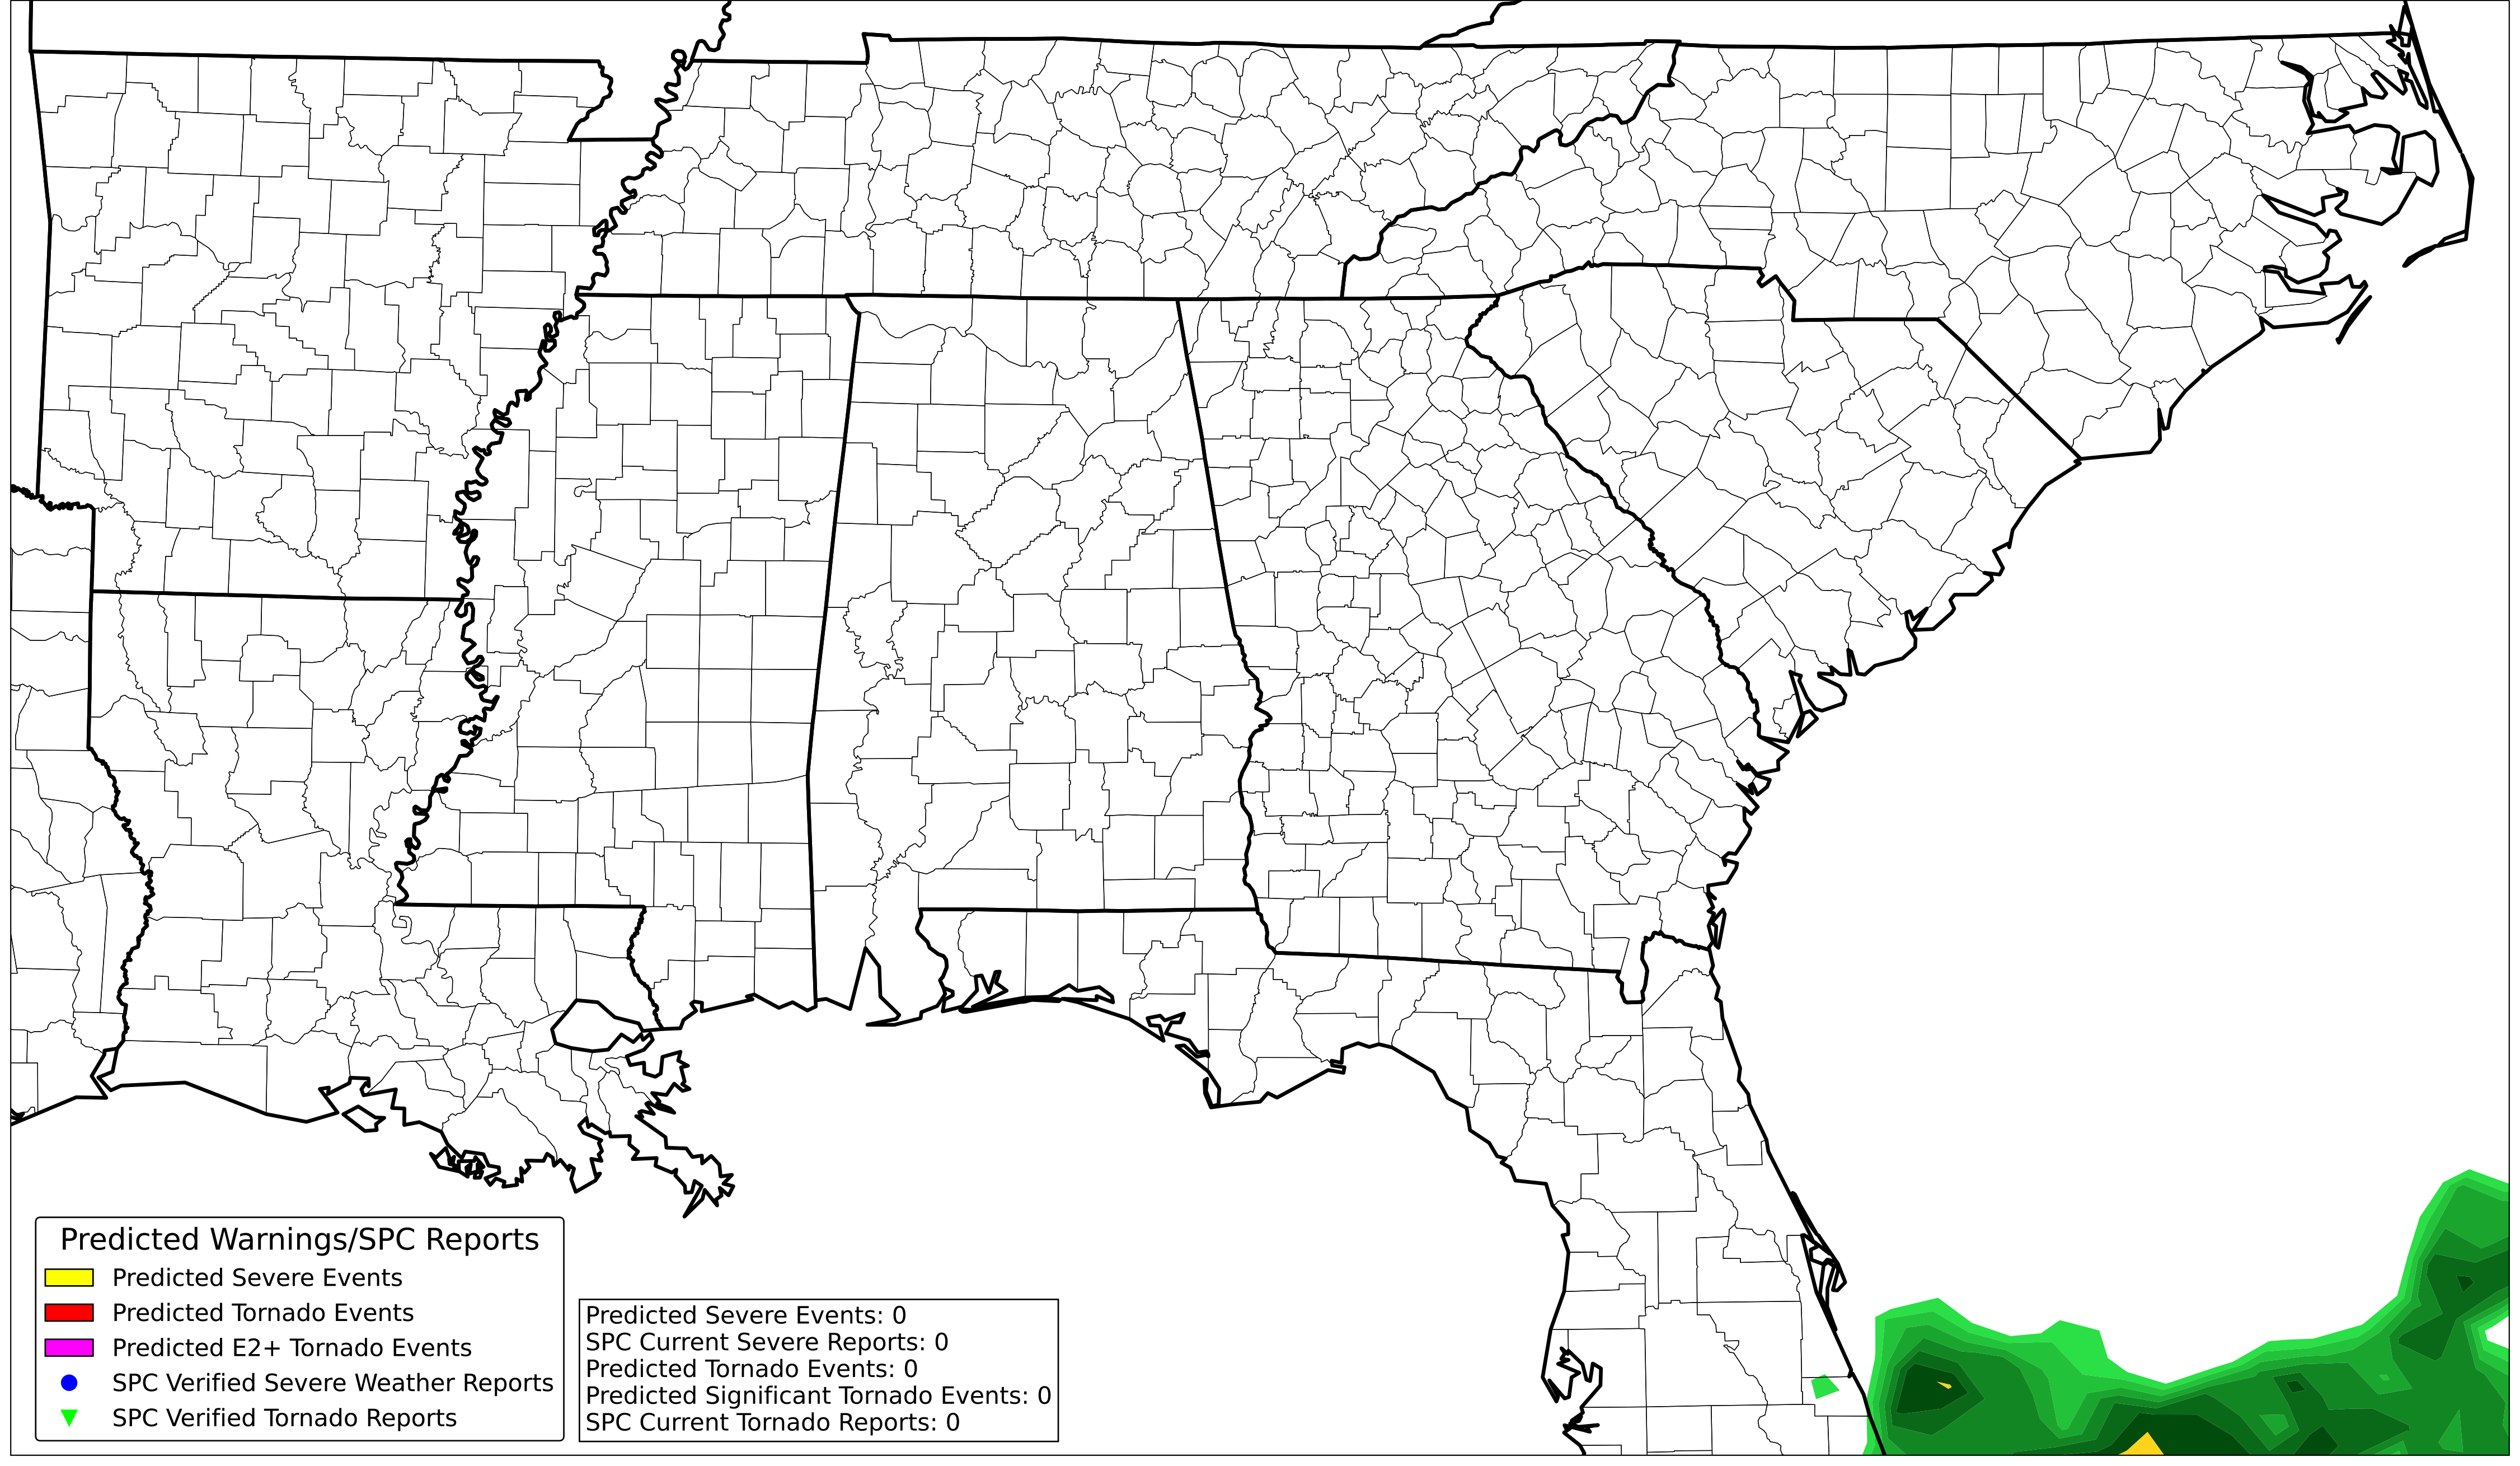 Predicted Warnings/SPC Reports
Predicted Severe Events
Predicted Tornado Events
Predicted E2+ Tornado Events
SPC Verified Severe Weather Reports
SPC Verified Tornado Reports
Predicted Severe Events: 0
SPC Current Severe Reports: 0
Predicted Tornado Events: 0
Predicted Significant Tornado Events: 0
SPC Current Tornado Reports: 0